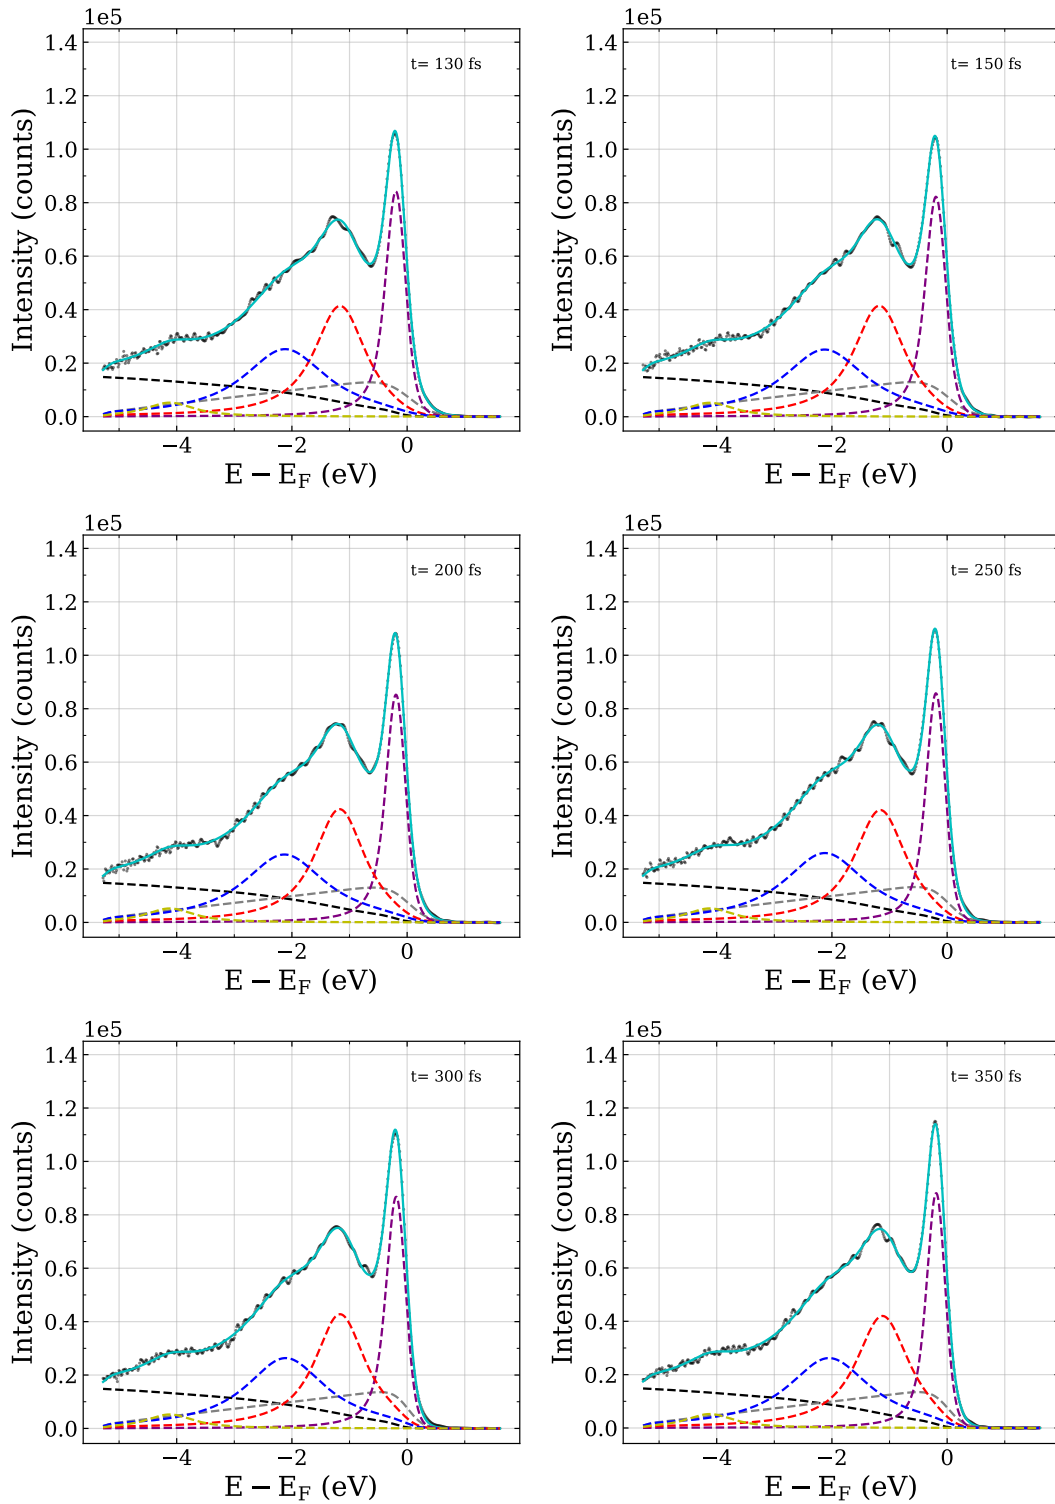 1e5
1.4
1.2
1.0
0.8
0.6
0.4
0.2
0.0
Intensity (counts)
t= 130 fs
−4 −2 0
E − E_F (eV)
1e5
1.4
1.2
1.0
0.8
0.6
0.4
0.2
0.0
Intensity (counts)
t= 150 fs
−4 −2 0
E − E_F (eV)
1e5
1.4
1.2
1.0
0.8
0.6
0.4
0.2
0.0
Intensity (counts)
t= 200 fs
−4 −2 0
E − E_F (eV)
1e5
1.4
1.2
1.0
0.8
0.6
0.4
0.2
0.0
Intensity (counts)
t= 250 fs
−4 −2 0
E − E_F (eV)
1e5
1.4
1.2
1.0
0.8
0.6
0.4
0.2
0.0
Intensity (counts)
t= 300 fs
−4 −2 0
E − E_F (eV)
1e5
1.4
1.2
1.0
0.8
0.6
0.4
0.2
0.0
Intensity (counts)
t= 350 fs
−4 −2 0
E − E_F (eV)